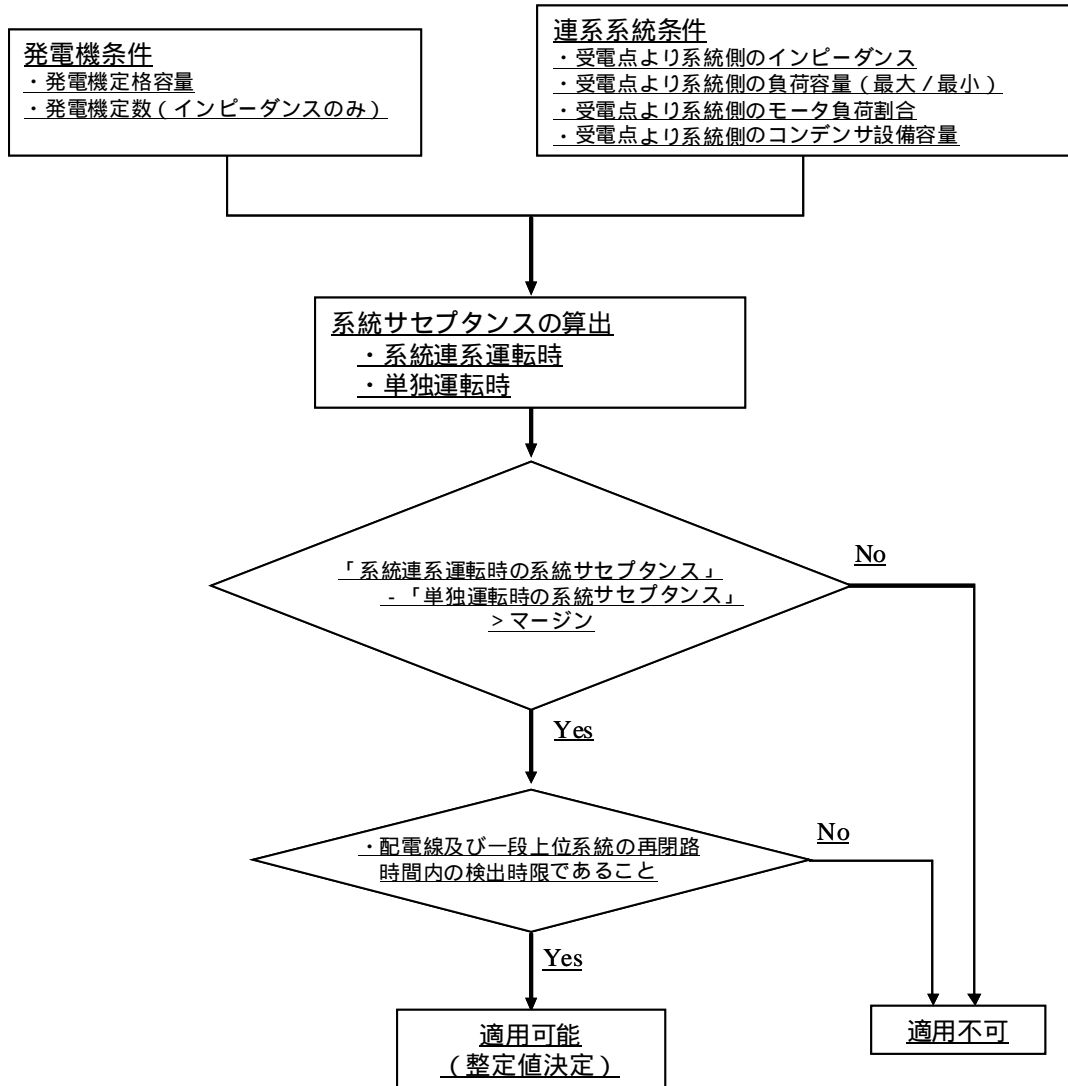 発電機条件
・発電機定格容量
・発電機定数(インピーダンスのみ)
連系系統条件
・受電点より系統側のインピーダンス
・受電点より系統側の負荷容量(最大/最小)
・受電点より系統側のモータ負荷割合
・受電点より系統側のコンデンサ設備容量
系統サセプタンスの算出
・系統連系運転時
・単独運転時
「系統連系運転時の系統サセプタンス」
-「単独運転時の系統サセプタンス」
>マージン
No
Yes
・配電線及び一段上位系統の再閉路
時間内の検出時限であること
No
Yes
適用可能
(整定値決定)
適用不可